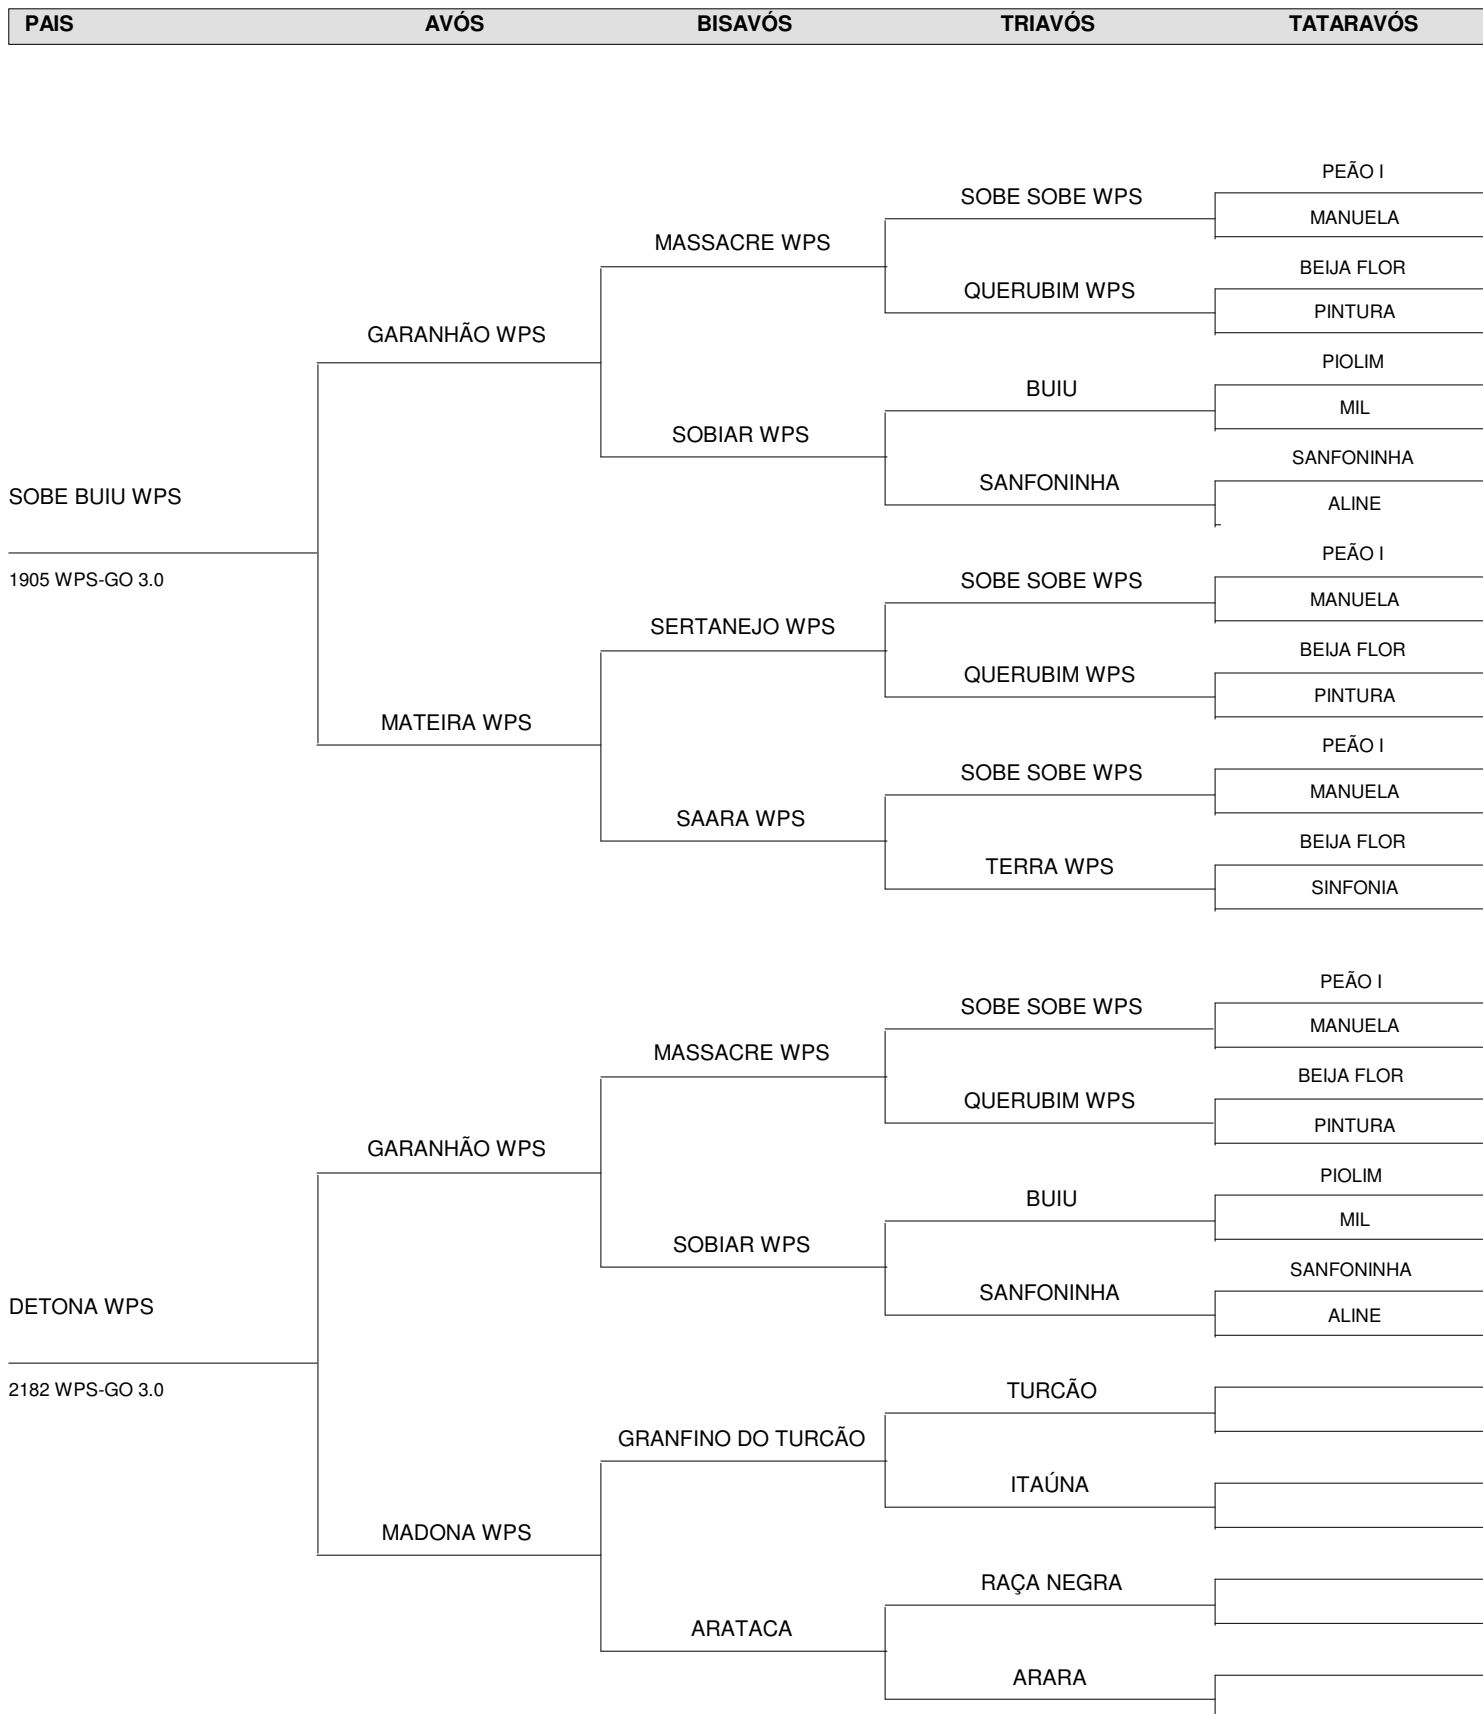 PAIS AVÓS BISAVÓS TRIAVÓS TATARAVÓS
PEÃO I
SOBE SOBE WPS
MANUELA
MASSACRE WPS
BEIJA FLOR
QUERUBIM WPS
PINTURA
GARANHÃO WPS
PIOLIM
BUIU
MIL
SOBIAR WPS
SANFONINHA
SANFONINHA
ALINE
SOBE BUIU WPS
1905 WPS-GO 3.0
PEÃO I
SOBE SOBE WPS
MANUELA
SERTANEJO WPS
BEIJA FLOR
QUERUBIM WPS
PINTURA
MATEIRA WPS
PEÃO I
SOBE SOBE WPS
MANUELA
SAARA WPS
BEIJA FLOR
TERRA WPS
SINFONIA
PEÃO I
SOBE SOBE WPS
MANUELA
MASSACRE WPS
BEIJA FLOR
QUERUBIM WPS
PINTURA
GARANHÃO WPS
PIOLIM
BUIU
MIL
SOBIAR WPS
SANFONINHA
SANFONINHA
ALINE
DETONA WPS
2182 WPS-GO 3.0
TURCÃO
GRANFINO DO TURCÃO
ITAÚNA
MADONA WPS
RAÇA NEGRA
ARATACA
ARARA